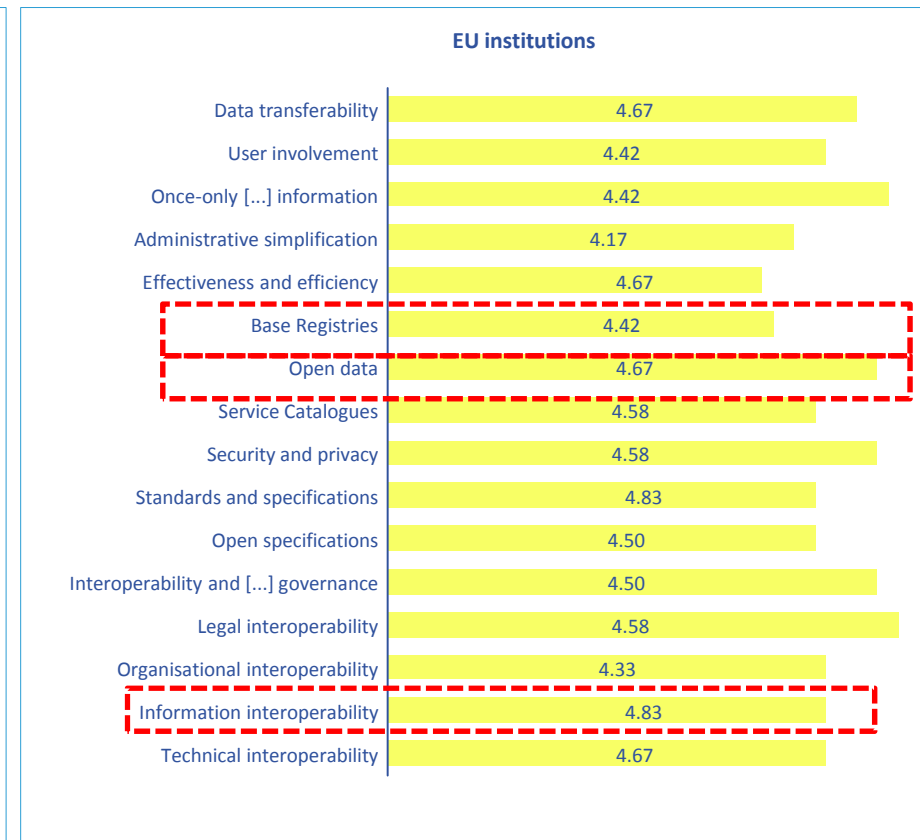 EU institutions
Data transferability 4.67
User involvement 4.42
Once-only [...] information 4.42
Administrative simplification 4.17
Effectiveness and efficiency 4.67
Base Registries 4.42
Open data 4.67
Service Catalogues 4.58
Security and privacy 4.58
Standards and specifications 4.83
Open specifications 4.50
Interoperability and [...] governance 4.50
Legal interoperability 4.58
Organisational interoperability 4.33
Information interoperability 4.83
Technical interoperability 4.67